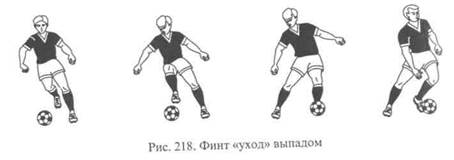 Рис. 218. Финт «уход» выпадом